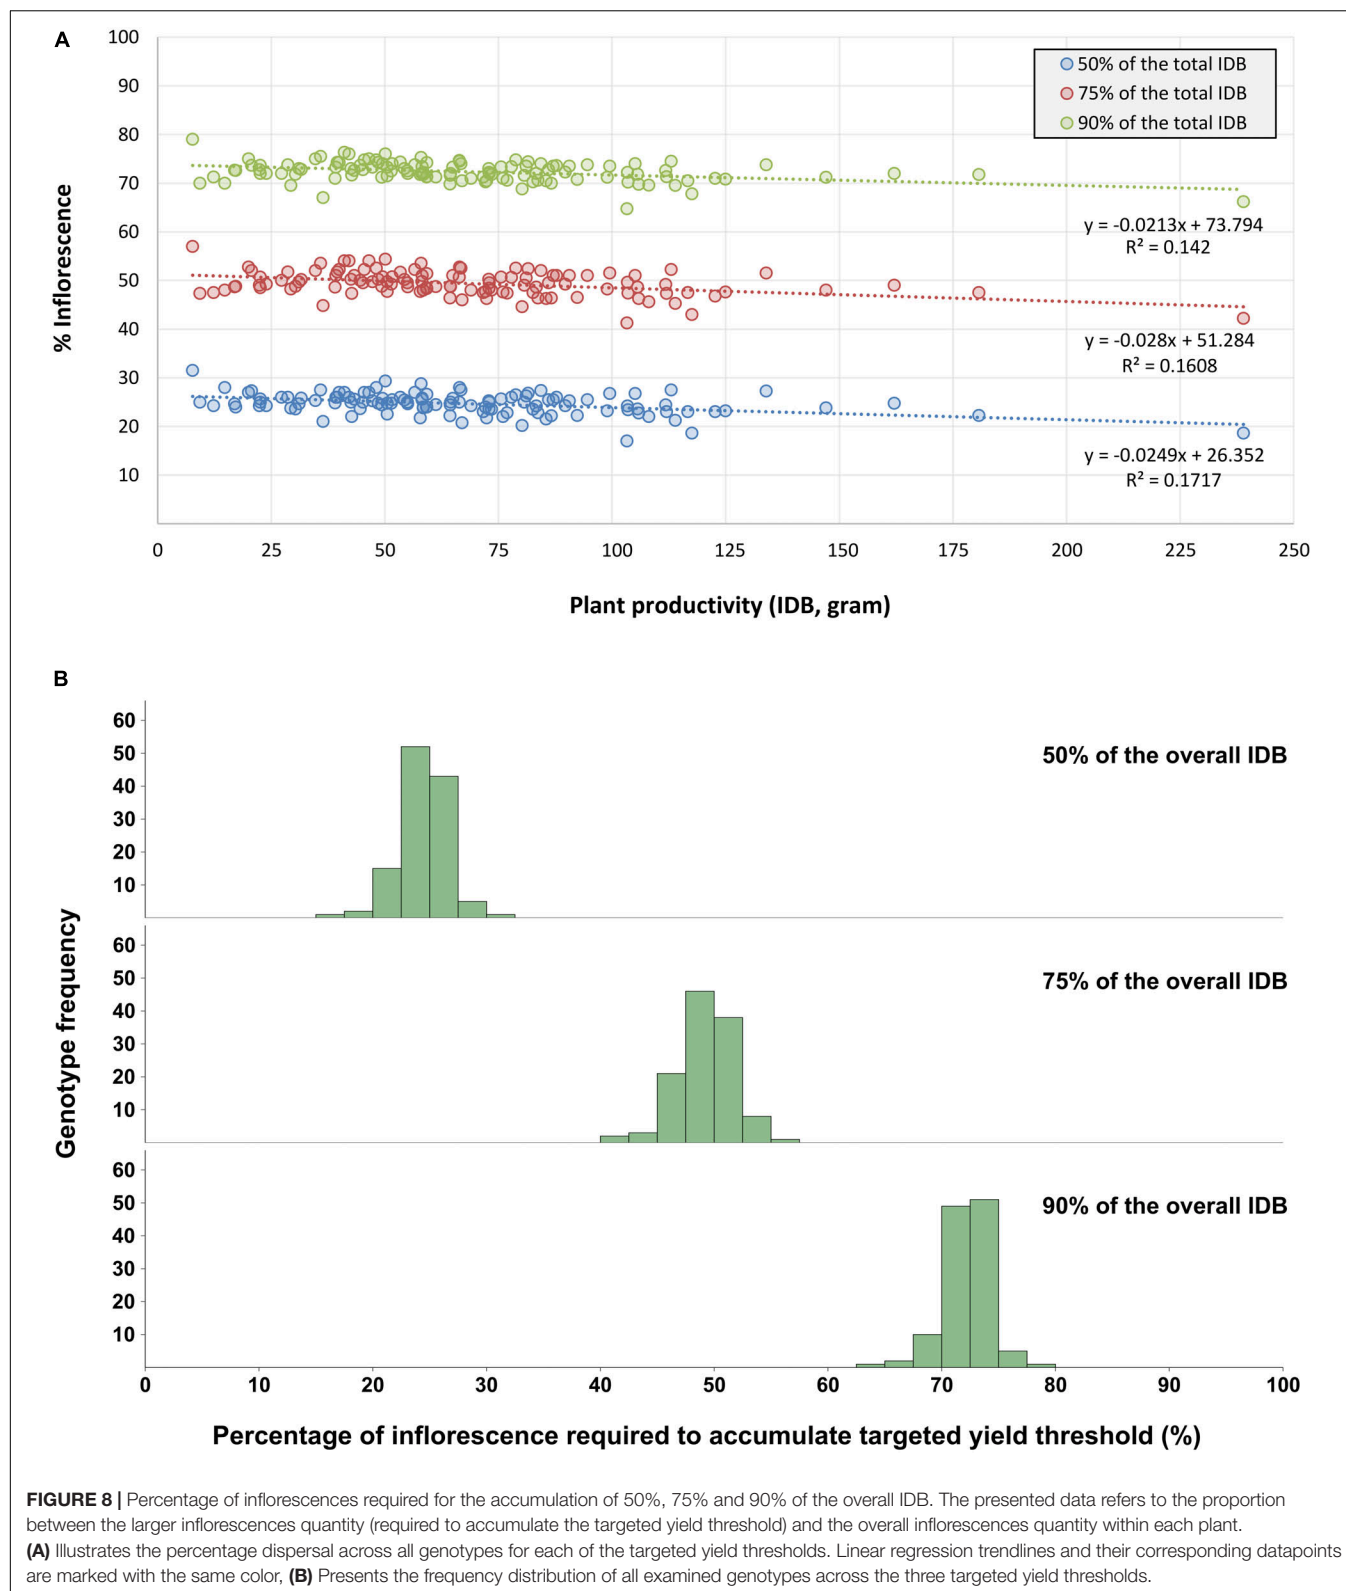 A
100
90
80
70
60
50
40
30
20
10
% Inflorescence
50% of the total IDB
75% of the total IDB
90% of the total IDB
y = -0.0213x + 73.794
R² = 0.142
y = -0.028x + 51.284
R² = 0.1608
y = -0.0249x + 26.352
R² = 0.1717
0 25 50 75 100 125 150 175 200 225 250
Plant productivity (IDB, gram)
B
60
50
40
30
20
10
50% of the overall IDB
60
50
40
30
20
10
75% of the overall IDB
60
50
40
30
20
10
90% of the overall IDB
Genotype frequency
0 10 20 30 40 50 60 70 80 90 100
Percentage of inflorescence required to accumulate targeted yield threshold (%)
FIGURE 8 | Percentage of inflorescences required for the accumulation of 50%, 75% and 90% of the overall IDB. The presented data refers to the proportion
between the larger inflorescences quantity (required to accumulate the targeted yield threshold) and the overall inflorescences quantity within each plant.
(A) Illustrates the percentage dispersal across all genotypes for each of the targeted yield thresholds. Linear regression trendlines and their corresponding datapoints
are marked with the same color, (B) Presents the frequency distribution of all examined genotypes across the three targeted yield thresholds.